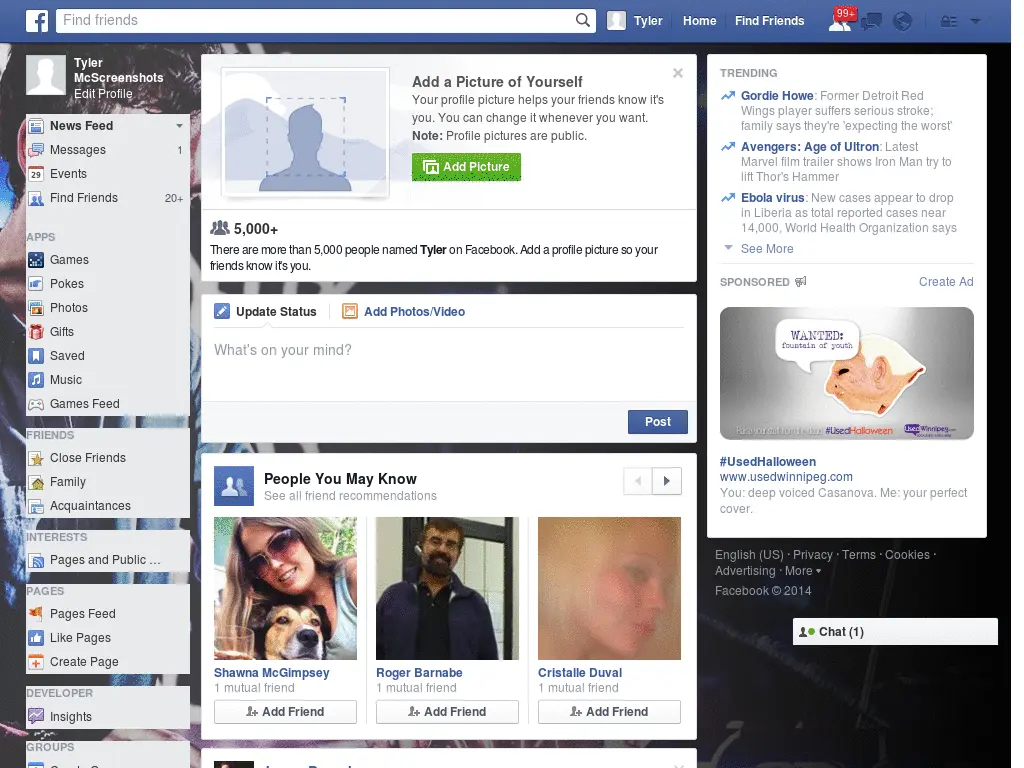 Find friends
Tyler
Home
Find Friends
99+
Tyler
McScreenshots
Edit Profile
News Feed
Messages 1
29 Events
Find Friends 20+
APPS
Games
Pokes
Photos
Gifts
Saved
Music
Games Feed
FRIENDS
Close Friends
Family
Acquaintances
INTERESTS
Pages and Public ...
PAGES
Pages Feed
Like Pages
Create Page
DEVELOPER
Insights
GROUPS
Add a Picture of Yourself
Your profile picture helps your friends know it's
you. You can change it whenever you want.
Note: Profile pictures are public.
Add Picture
5,000+
There are more than 5,000 people named Tyler on Facebook. Add a profile picture so your
friends know it's you.
Update Status
Add Photos/Video
What's on your mind?
Post
People You May Know
See all friend recommendations
Shawna McGimpsey
1 mutual friend
Add Friend
Roger Barnabe
1 mutual friend
Add Friend
Cristalle Duval
1 mutual friend
Add Friend
TRENDING
Gordie Howe: Former Detroit Red
Wings player suffers serious stroke;
family says they're 'expecting the worst'
Avengers: Age of Ultron: Latest
Marvel film trailer shows Iron Man try to
lift Thor's Hammer
Ebola virus: New cases appear to drop
in Liberia as total reported cases near
14,000, World Health Organization says
See More
SPONSORED
Create Ad
WANTED:
fountain of youth
#UsedHalloween
UsedWinnipeg.com
#UsedHalloween
www.usedwinnipeg.com
You: deep voiced Casanova. Me: your perfect
cover.
English (US) · Privacy · Terms · Cookies ·
Advertising · More
Facebook © 2014
Chat (1)